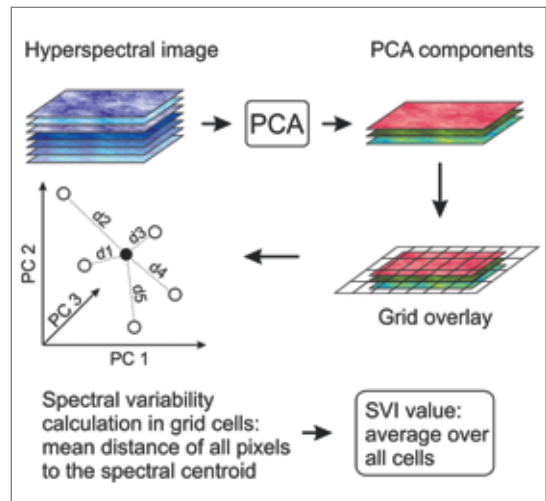 Hyperspectral image
PCA components
PCA
d2
d3
d1
d4
d5
PC 2
PC 3
PC 1
Grid overlay
Spectral variability
calculation in grid cells:
mean distance of all pixels
to the spectral centroid
SVI value:
average over
all cells